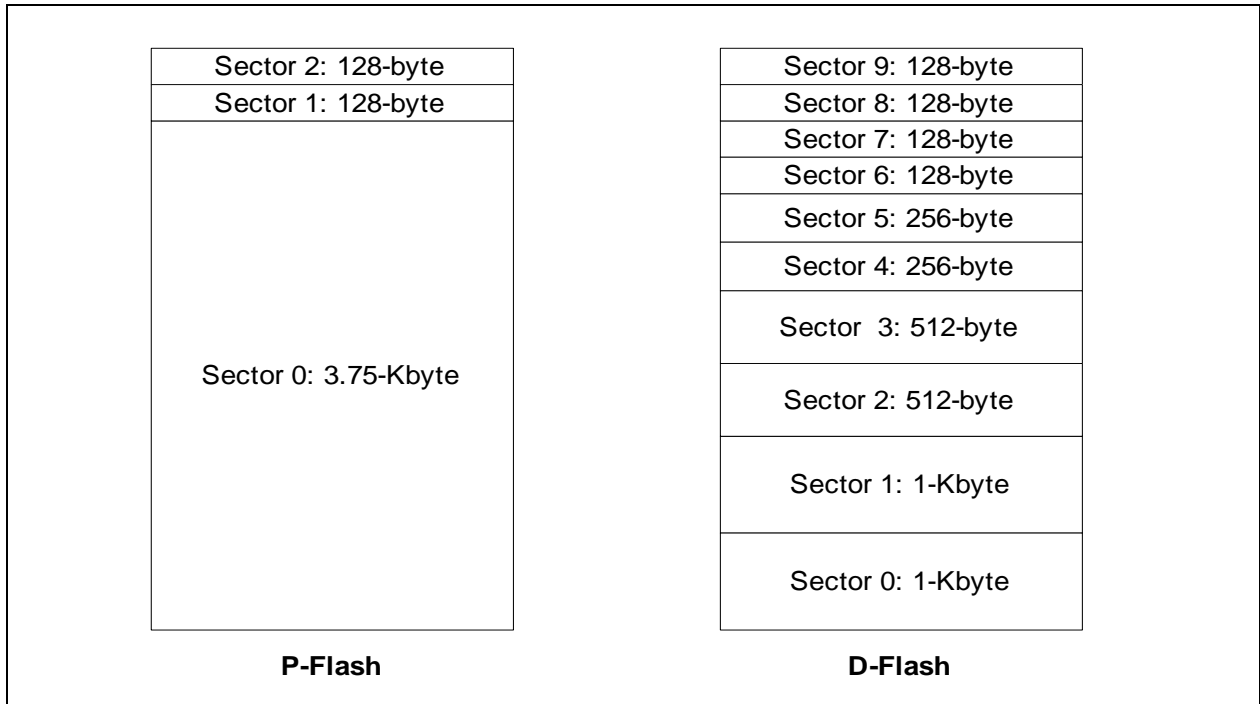 Sector 2: 128-byte
Sector 1: 128-byte
Sector 0: 3.75-Kbyte
P-Flash
Sector 9: 128-byte
Sector 8: 128-byte
Sector 7: 128-byte
Sector 6: 128-byte
Sector 5: 256-byte
Sector 4: 256-byte
Sector 3: 512-byte
Sector 2: 512-byte
Sector 1: 1-Kbyte
Sector 0: 1-Kbyte
D-Flash